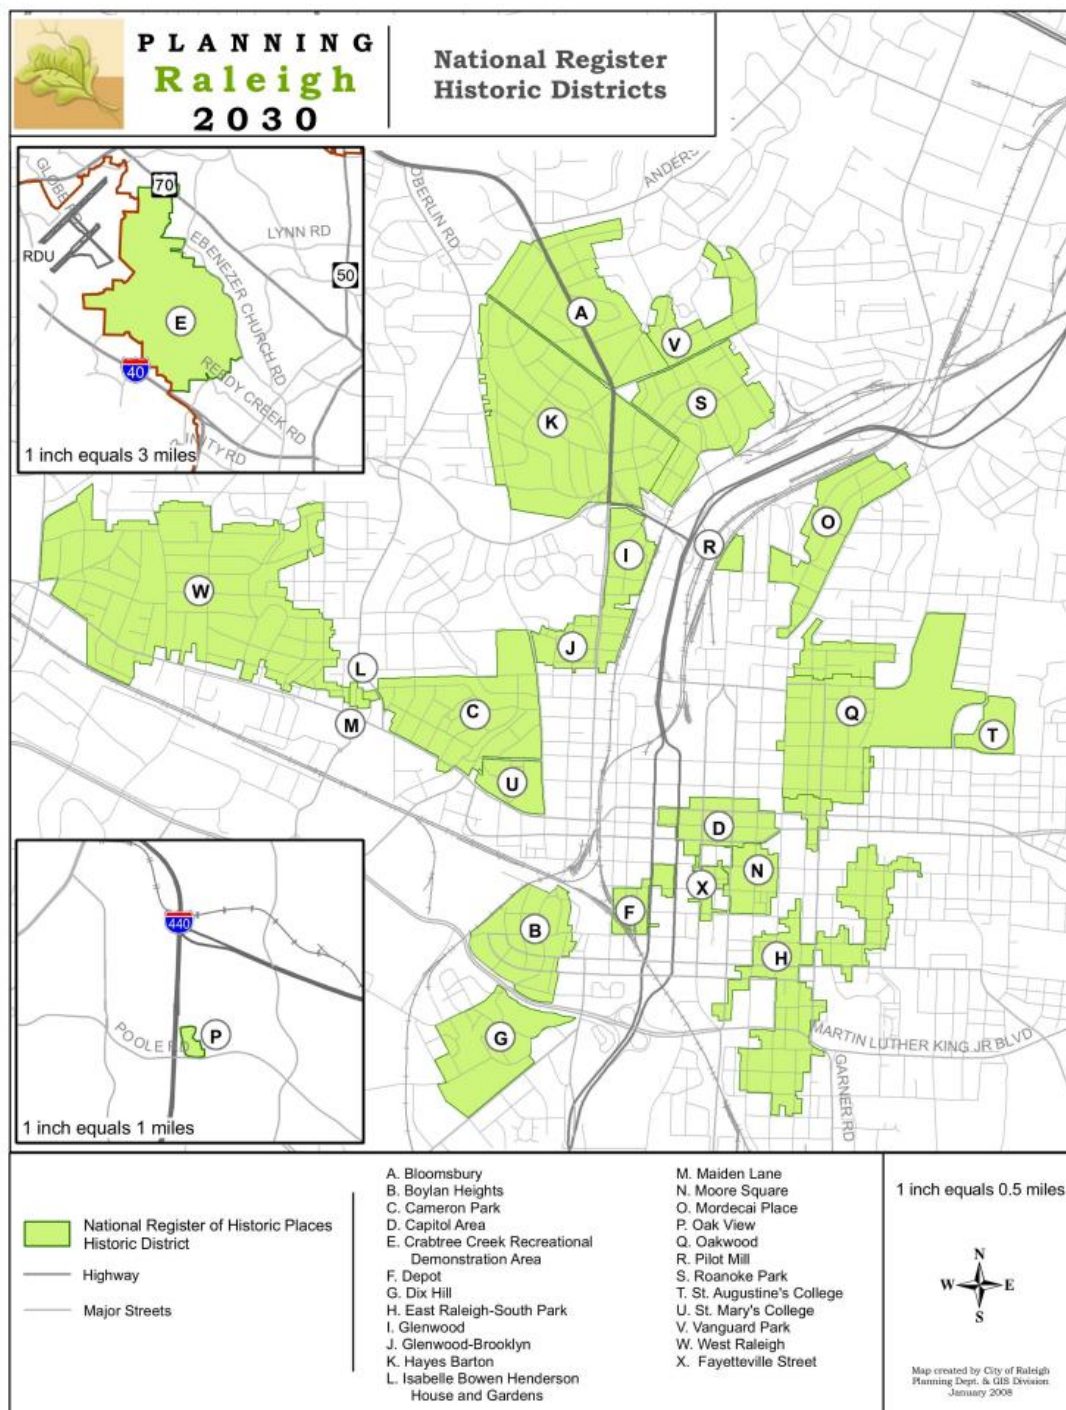 PLANNING
Raleigh
2030
National Register
Historic Districts
70
GLOBE RD
LYNN RD
RDU
EBENEZER CHURCH RD
50
E
40
REEDY CREEK RD
1 inch equals 3 miles
OBERLIN RD
ANDERS
A
V
S
K
O
R
I
W
J
L
C
M
Q
T
U
D
N
X
F
B
H
G
MARTIN LUTHER KING JR BLVD
GARNER RD
440
POOLE RD
P
1 inch equals 1 miles
National Register of Historic Places
Historic District
Highway
Major Streets
A. Bloomsbury
B. Boylan Heights
C. Cameron Park
D. Capitol Area
E. Crabtree Creek Recreational
Demonstration Area
F. Depot
G. Dix Hill
H. East Raleigh-South Park
I. Glenwood
J. Glenwood-Brooklyn
K. Hayes Barton
L. Isabelle Bowen Henderson
House and Gardens
M. Maiden Lane
N. Moore Square
O. Mordecai Place
P. Oak View
Q. Oakwood
R. Pilot Mill
S. Roanoke Park
T. St. Augustine's College
U. St. Mary's College
V. Vanguard Park
W. West Raleigh
X. Fayetteville Street
1 inch equals 0.5 miles
N
W E
S
Map created by City of Raleigh
Planning Dept. & GIS Division
January 2008